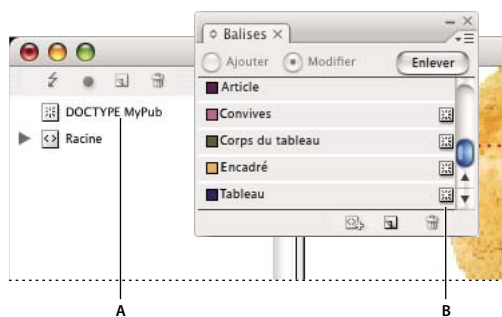 Balises
Ajouter
Modifier
Enlever
DOCTYPE MyPub
Racine
Article
Convives
Corps du tableau
Encadré
Tableau
A
B